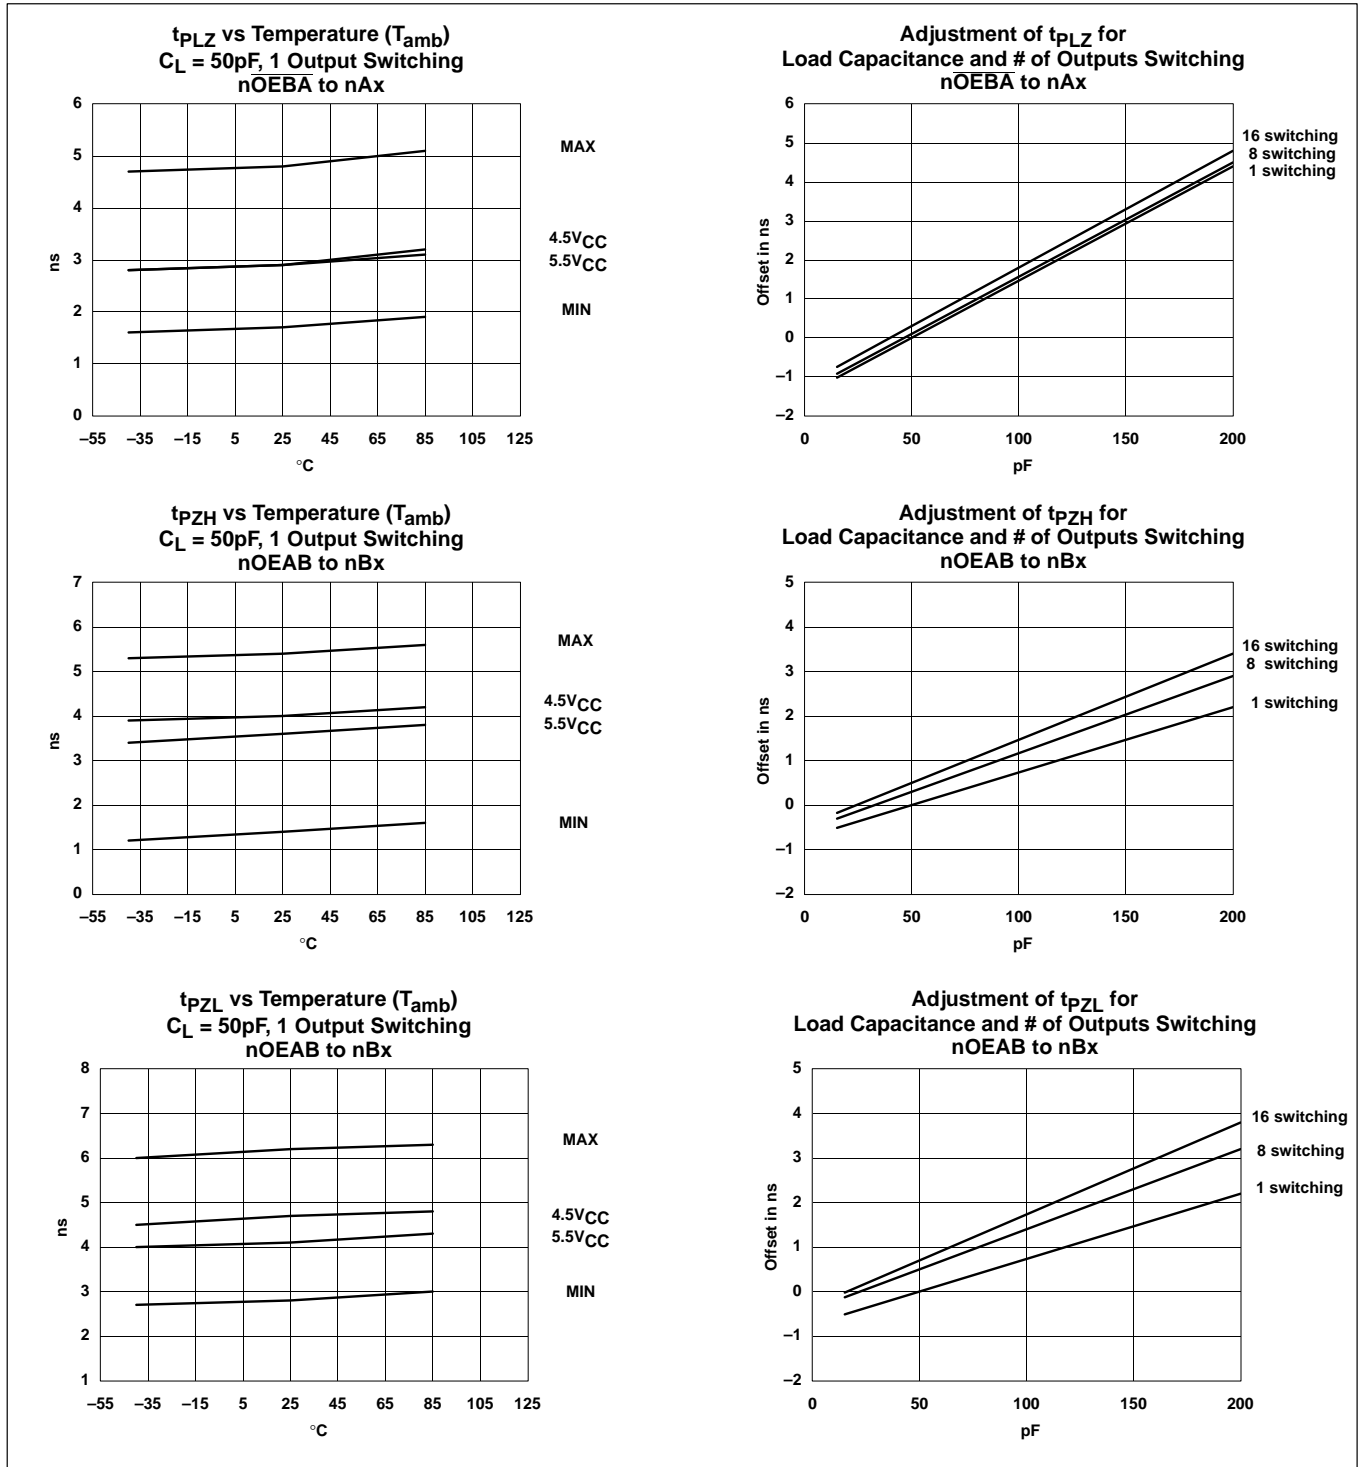 tPLZ vs Temperature (Tamb)
CL = 50pF, 1 Output Switching
nOEBA to nAx
6
5
4
3
2
1
0
ns
–55 –35 –15 5 25 45 65 85 105 125
°C
MAX
4.5VCC
5.5VCC
MIN
Adjustment of tPLZ for
Load Capacitance and # of Outputs Switching
nOEBA to nAx
6
5
4
3
2
1
0
–1
–2
Offset in ns
0 50 100 150 200
pF
16 switching
8 switching
1 switching
tPZH vs Temperature (Tamb)
CL = 50pF, 1 Output Switching
nOEAB to nBx
7
6
5
4
3
2
1
0
ns
–55 –35 –15 5 25 45 65 85 105 125
°C
MAX
4.5VCC
5.5VCC
MIN
Adjustment of tPZH for
Load Capacitance and # of Outputs Switching
nOEAB to nBx
5
4
3
2
1
0
–1
–2
Offset in ns
0 50 100 150 200
pF
16 switching
8 switching
1 switching
tPZL vs Temperature (Tamb)
CL = 50pF, 1 Output Switching
nOEAB to nBx
8
7
6
5
4
3
2
1
ns
–55 –35 –15 5 25 45 65 85 105 125
°C
MAX
4.5VCC
5.5VCC
MIN
Adjustment of tPZL for
Load Capacitance and # of Outputs Switching
nOEAB to nBx
5
4
3
2
1
0
–1
–2
Offset in ns
0 50 100 150 200
pF
16 switching
8 switching
1 switching